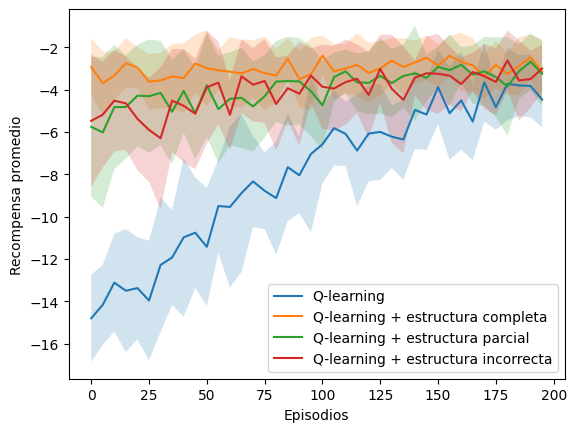 Recompensa promedio
−2
−4
−6
−8
−10
−12
−14
−16
0
25
50
75
100
125
150
175
200
Episodios
Q-learning
Q-learning + estructura completa
Q-learning + estructura parcial
Q-learning + estructura incorrecta